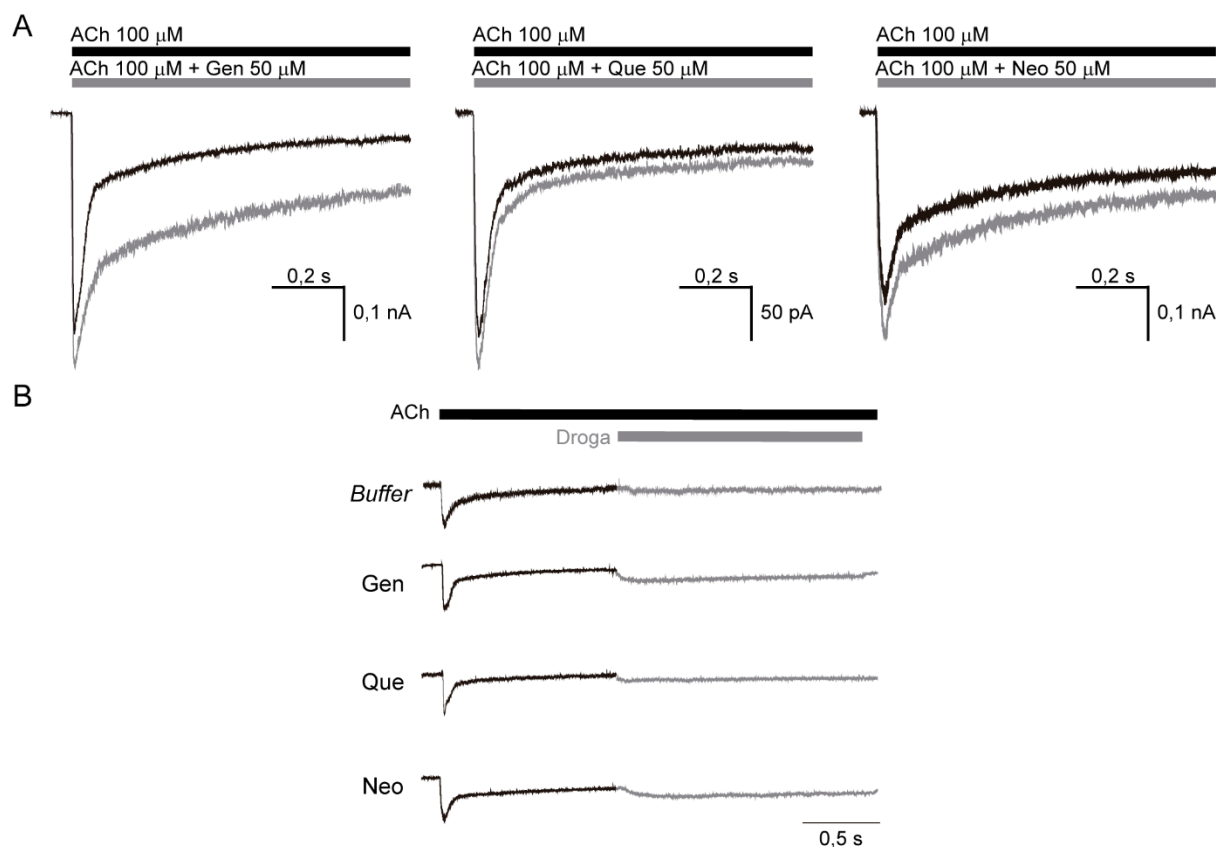 A
ACh 100 μM
ACh 100 μM + Gen 50 μM
0,2 s
0,1 nA
ACh 100 μM
ACh 100 μM + Que 50 μM
0,2 s
50 pA
ACh 100 μM
ACh 100 μM + Neo 50 μM
0,2 s
0,1 nA
B
ACh
Droga
Buffer
Gen
Que
Neo
0,5 s